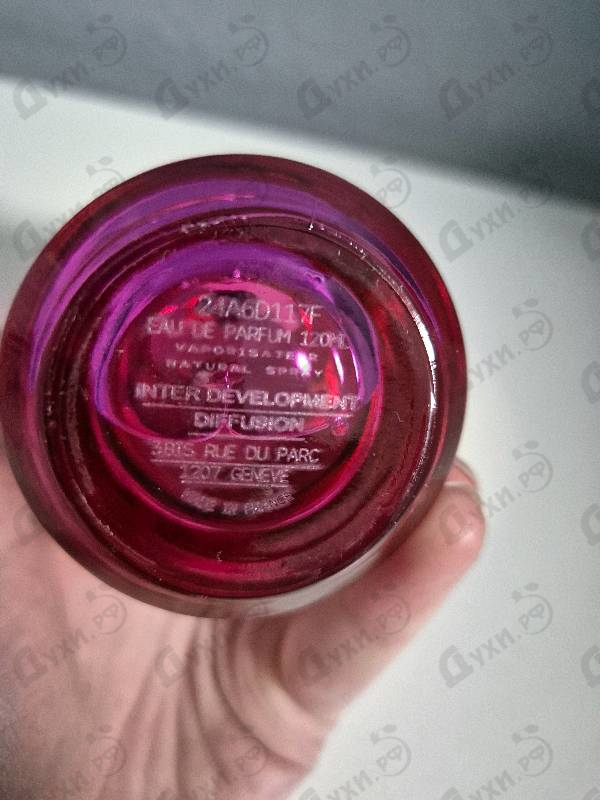 24A6D117F
EAU DE PARFUM 120ML
VAPORISATEUR
NATURAL SPRAY
INTER DEVELOPMENT
DIFFUSION
3BIS RUE DU PARC
1207 GENEVE
MADE IN FRANCE
Духи.РФ